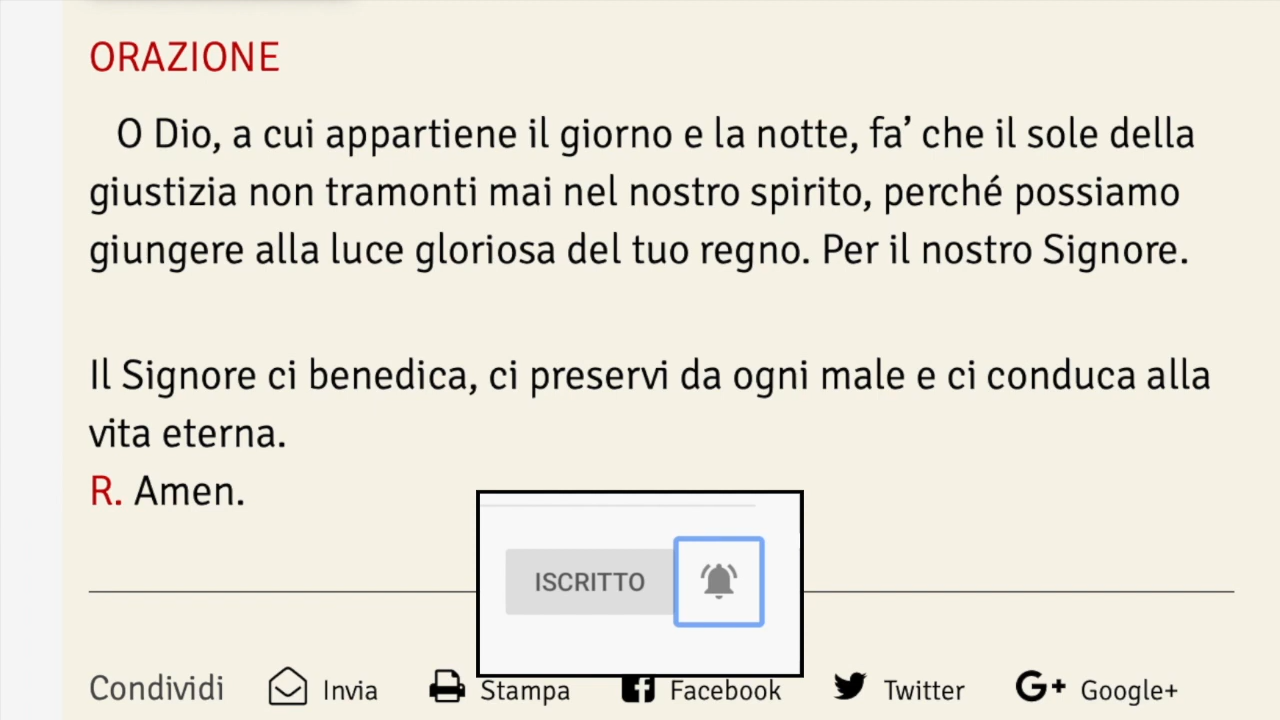 ORAZIONE
O Dio, a cui appartiene il giorno e la notte, fa’ che il sole della
giustizia non tramonti mai nel nostro spirito, perché possiamo
giungere alla luce gloriosa del tuo regno. Per il nostro Signore.
Il Signore ci benedica, ci preservi da ogni male e ci conduca alla
vita eterna.
R. Amen.
ISCRITTO
Condividi Invia Stampa Facebook Twitter G+ Google+